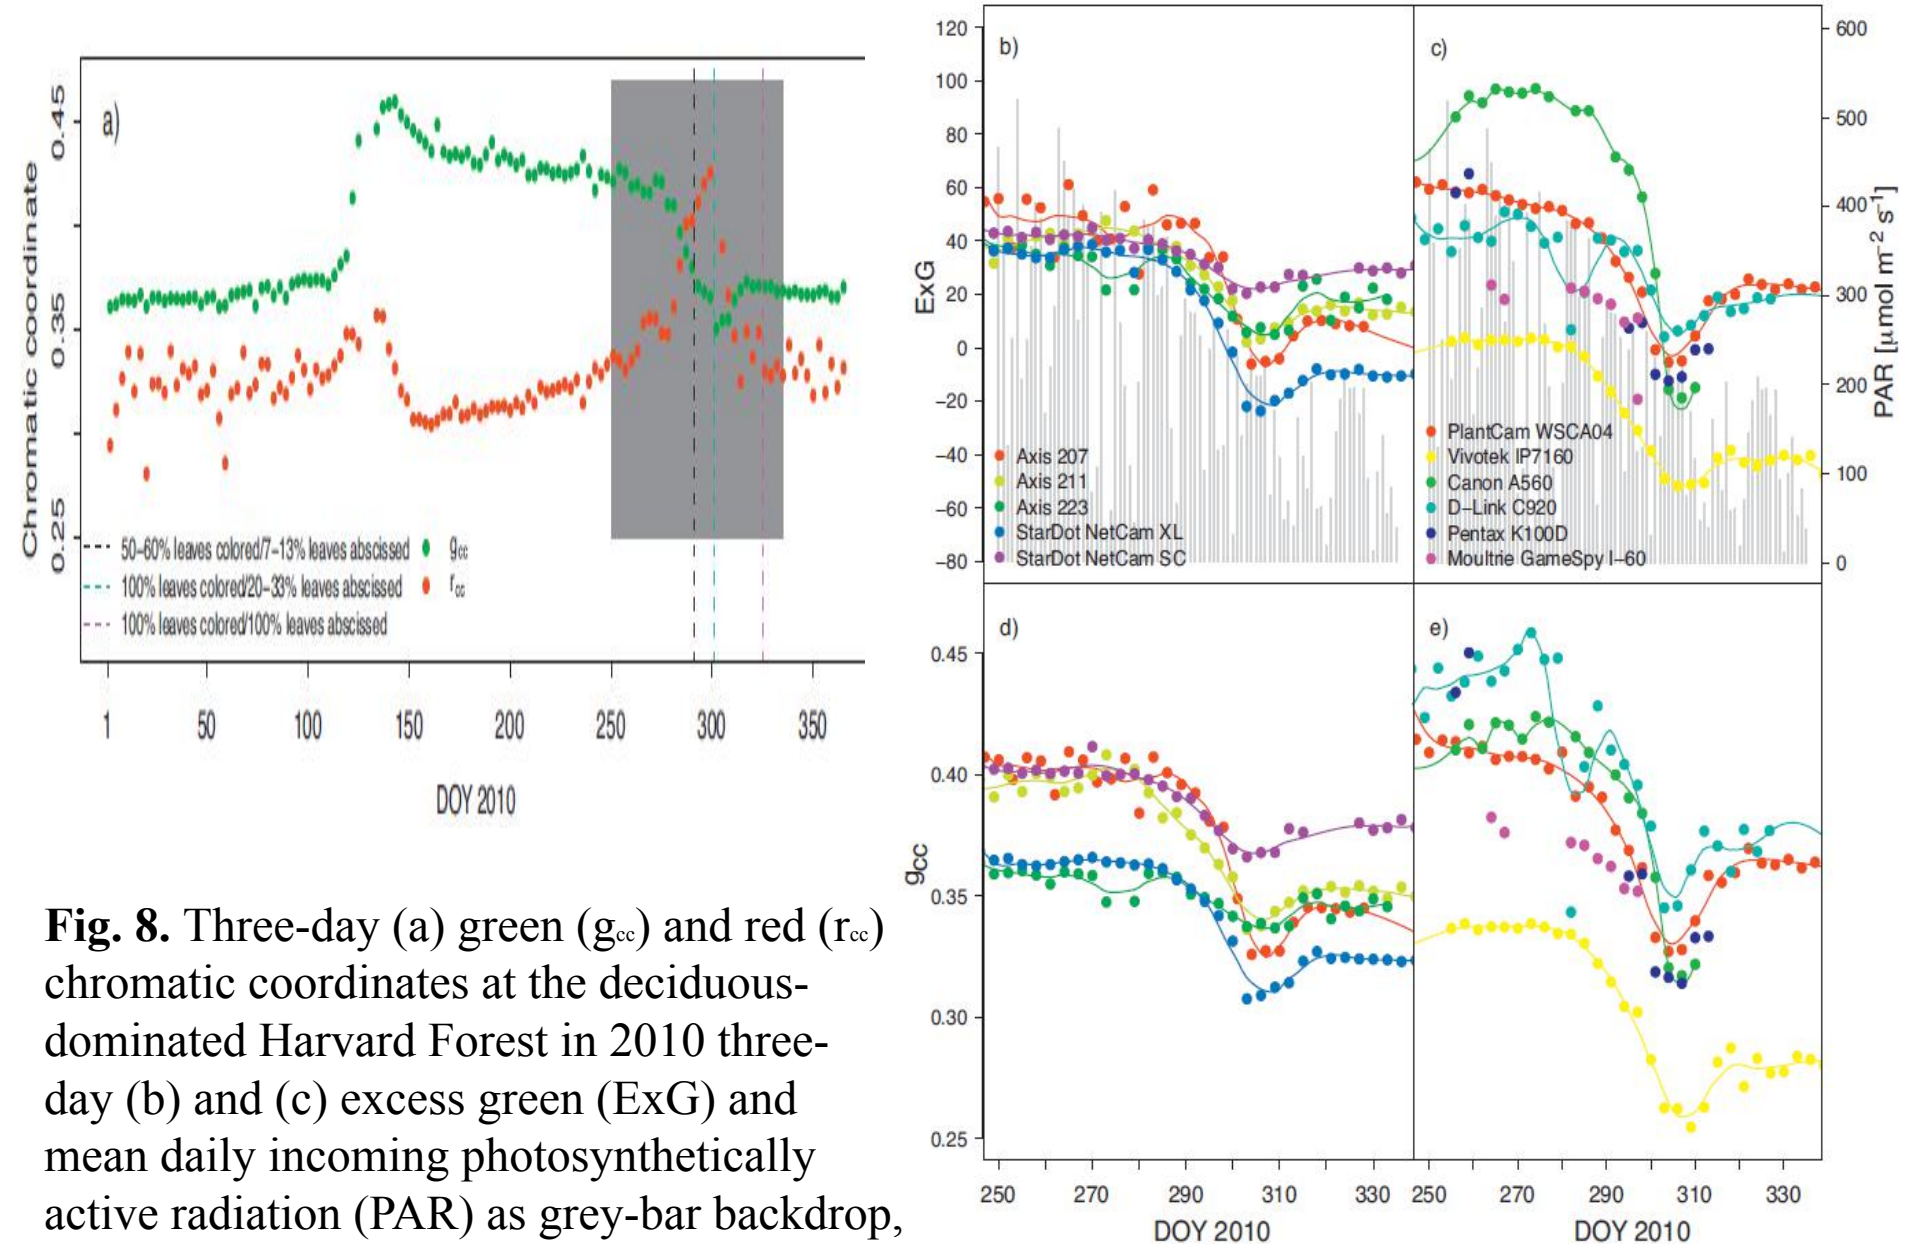 a)
Chromatic coordinate
0.45
0.35
0.25
50–60% leaves colored/7–13% leaves abscissed
gcc
100% leaves colored/20–33% leaves abscissed
rcc
100% leaves colored/100% leaves abscissed
1 50 100 150 200 250 300 350
DOY 2010
Fig. 8. Three-day (a) green (gcc) and red (rcc)
chromatic coordinates at the deciduous-
dominated Harvard Forest in 2010 three-
day (b) and (c) excess green (ExG) and
mean daily incoming photosynthetically
active radiation (PAR) as grey-bar backdrop,
b)
ExG
120
100
80
60
40
20
0
−20
−40
−60
−80
Axis 207
Axis 211
Axis 223
StarDot NetCam XL
StarDot NetCam SC
c)
PlantCam WSCA04
Vivotek IP7160
Canon A560
D−Link C920
Pentax K100D
Moultrie GameSpy I−60
600
500
400
300
200
100
0
PAR [μmol m−2 s−1]
d)
gcc
0.45
0.40
0.35
0.30
0.25
250 270 290 310 330
DOY 2010
e)
250 270 290 310 330
DOY 2010